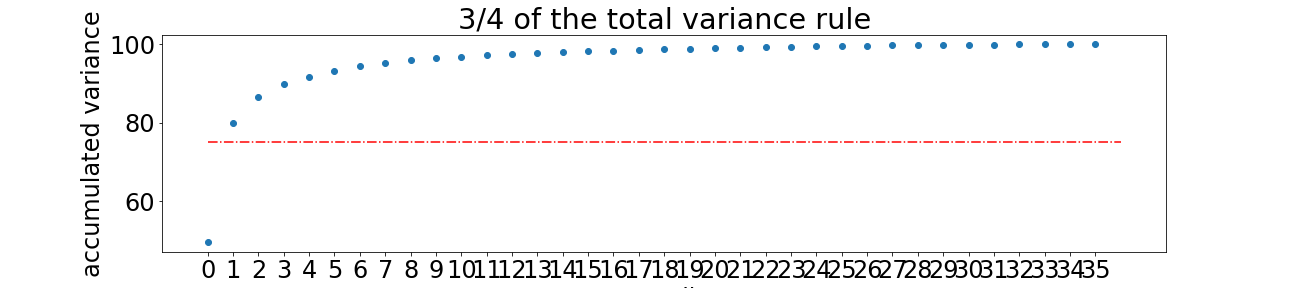 3/4 of the total variance rule
accumulated variance
100
80
60
0 1 2 3 4 5 6 7 8 9 10 11 12 13 14 15 16 17 18 19 20 21 22 23 24 25 26 27 28 29 30 31 32 33 34 35